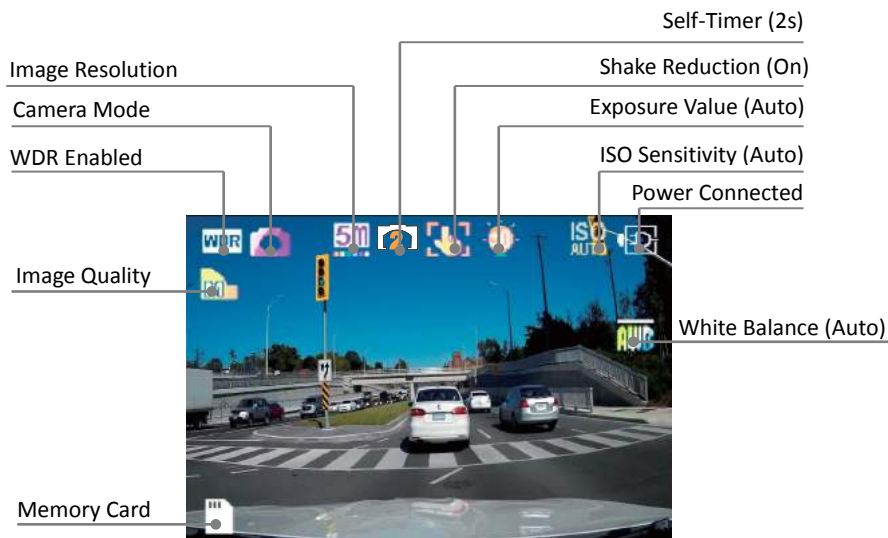 Self-Timer (2s)
Image Resolution
Shake Reduction (On)
Camera Mode
Exposure Value (Auto)
WDR Enabled
ISO Sensitivity (Auto)
Power Connected
WDR
5m
2
ISO
AUTO
Image Quality
White Balance (Auto)
AWB
Memory Card